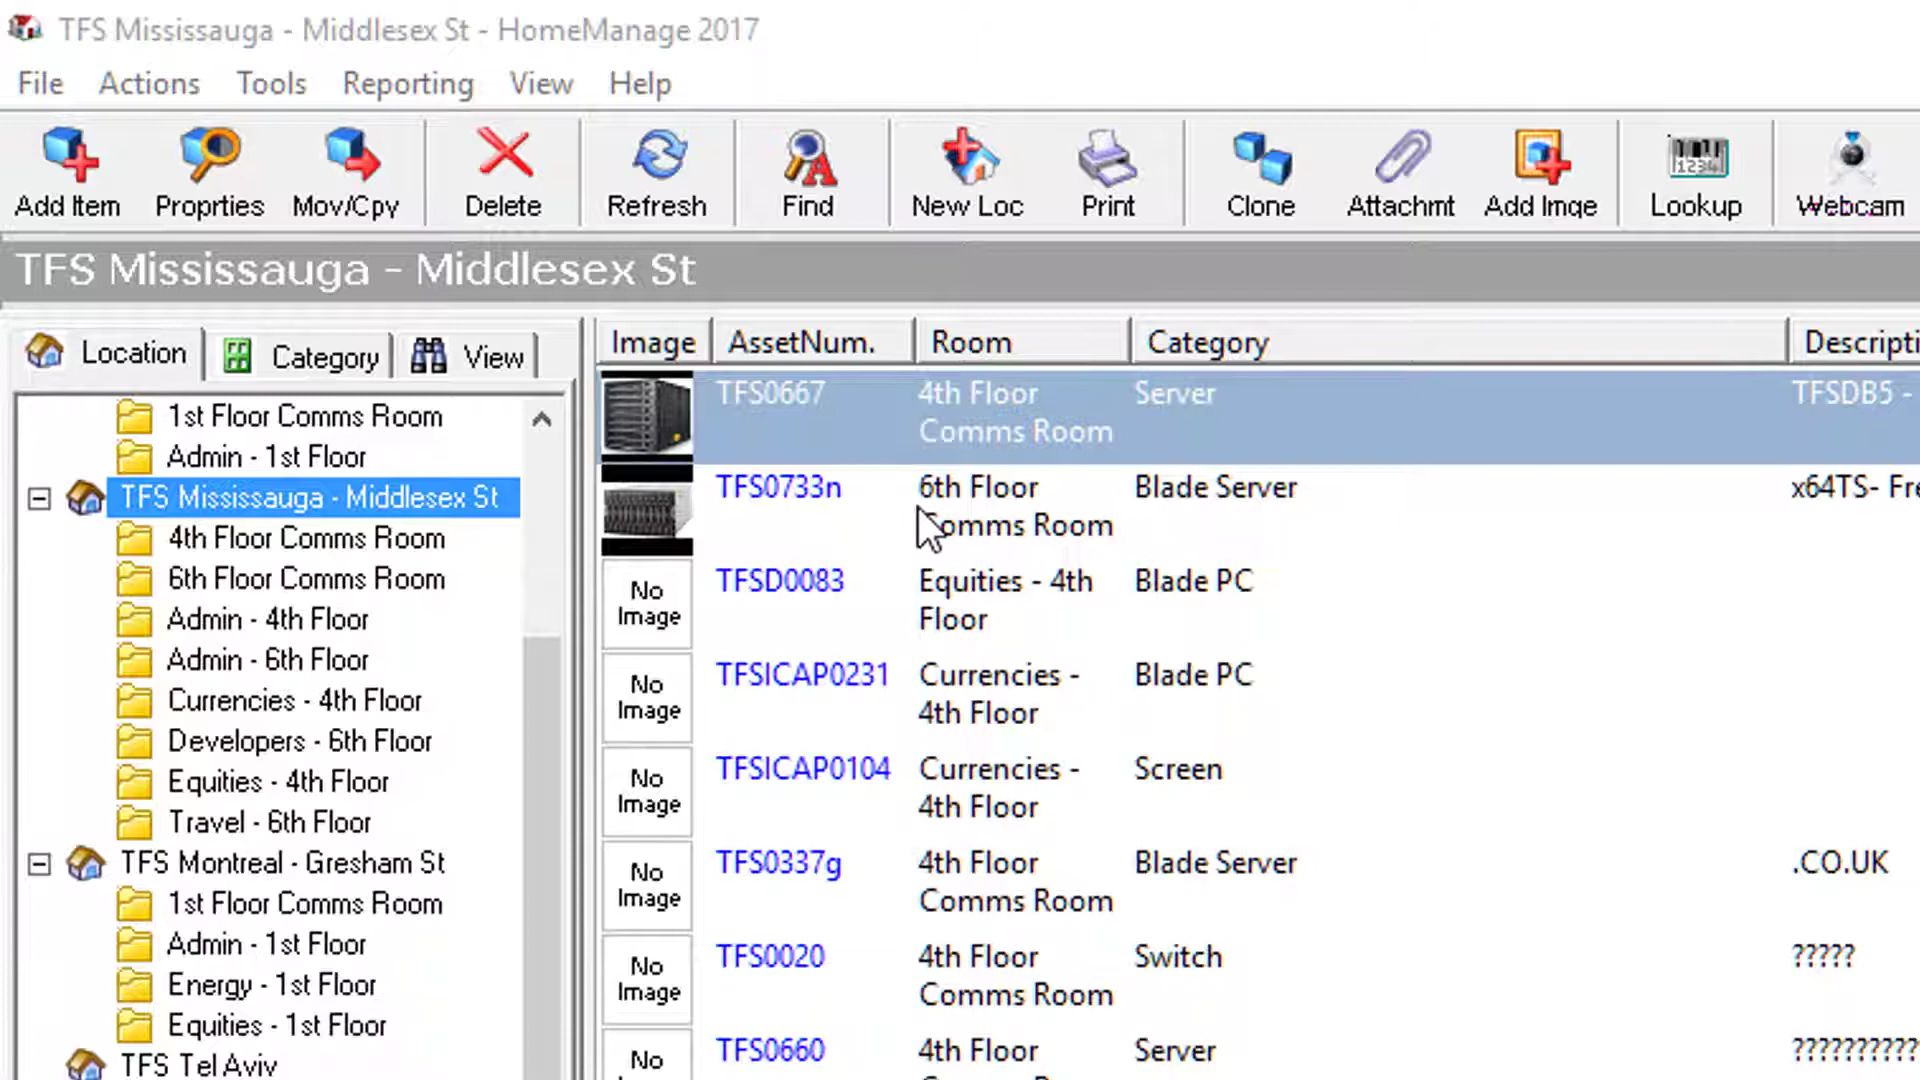 TFS Mississauga - Middlesex St - HomeManage 2017
File Actions Tools Reporting View Help
Add Item Proprties Mov/Cpy Delete Refresh Find New Loc Print Clone Attachmt Add Imge Lookup Webcam
12341
TFS Mississauga - Middlesex St
Location Category View
1st Floor Comms Room
Admin - 1st Floor
TFS Mississauga - Middlesex St
4th Floor Comms Room
6th Floor Comms Room
Admin - 4th Floor
Admin - 6th Floor
Currencies - 4th Floor
Developers - 6th Floor
Equities - 4th Floor
Travel - 6th Floor
TFS Montreal - Gresham St
1st Floor Comms Room
Admin - 1st Floor
Energy - 1st Floor
Equities - 1st Floor
TFS Tel Aviv
Image AssetNum. Room Category Descripti
TFS0667 4th Floor Server TFSDB5 -
Comms Room
TFS0733n 6th Floor Blade Server x64TS- Fre
Comms Room
No Image TFSD0083 Equities - 4th Blade PC
Floor
No Image TFSICAP0231 Currencies - Blade PC
4th Floor
No Image TFSICAP0104 Currencies - Screen
4th Floor
No Image TFS0337g 4th Floor Blade Server .CO.UK
Comms Room
No Image TFS0020 4th Floor Switch ?????
Comms Room
No TFS0660 4th Floor Server ??????????